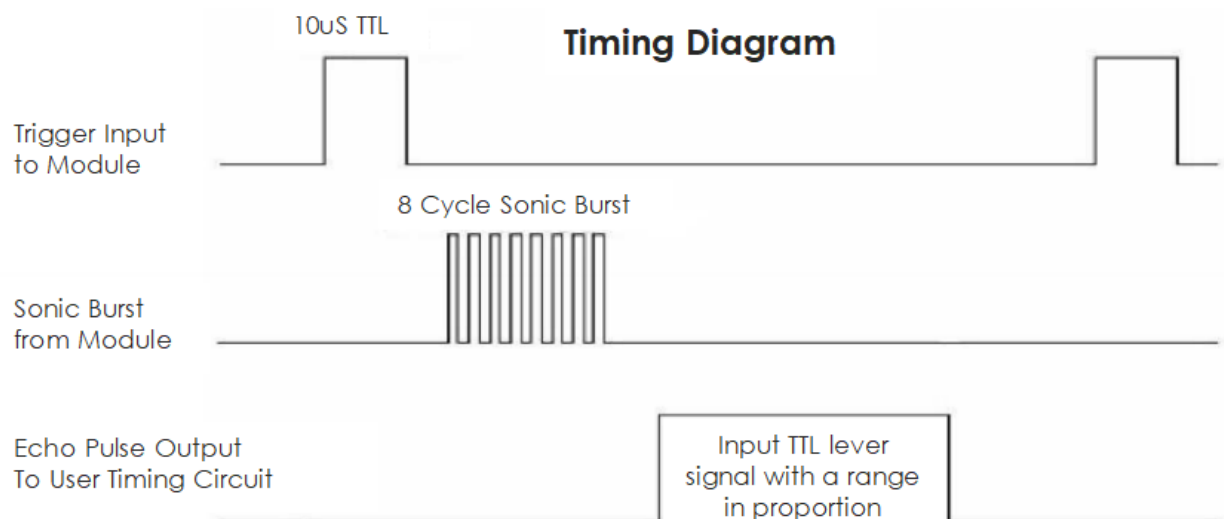 10uS TTL
Timing Diagram
Trigger Input
to Module
8 Cycle Sonic Burst
Sonic Burst
from Module
Echo Pulse Output
To User Timing Circuit
Input TTL lever
signal with a range
in proportion